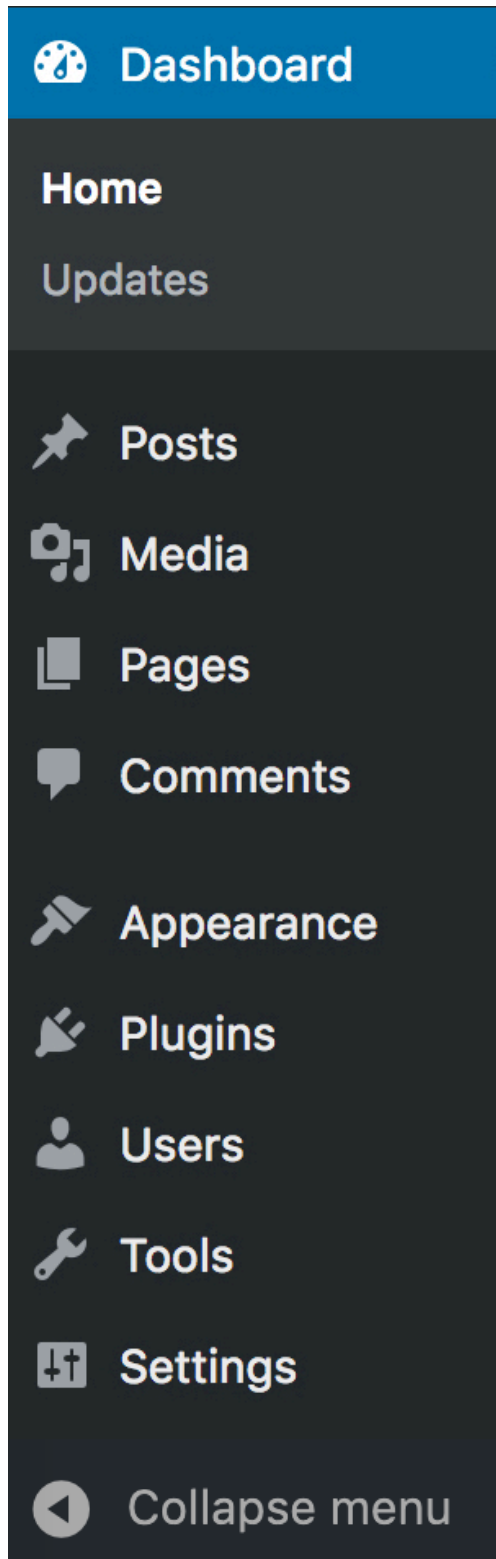 Dashboard
Home
Updates
Posts
Media
Pages
Comments
Appearance
Plugins
Users
Tools
Settings
Collapse menu